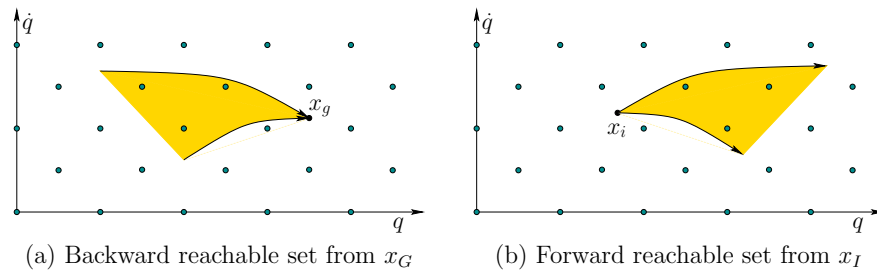 q̇
x_g
q
(a) Backward reachable set from x_G
q̇
x_i
q
(b) Forward reachable set from x_I